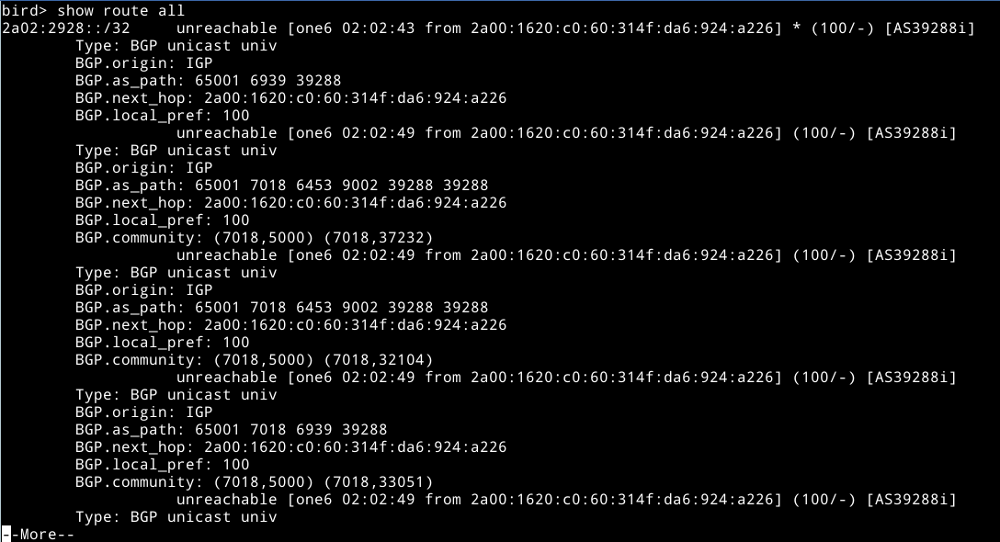 bird> show route all
2a02:2928::/32     unreachable [one6 02:02:43 from 2a00:1620:c0:60:314f:da6:924:a226] * (100/-) [AS39288i]
        Type: BGP unicast univ
        BGP.origin: IGP
        BGP.as_path: 65001 6939 39288
        BGP.next_hop: 2a00:1620:c0:60:314f:da6:924:a226
        BGP.local_pref: 100
                   unreachable [one6 02:02:49 from 2a00:1620:c0:60:314f:da6:924:a226] (100/-) [AS39288i]
        Type: BGP unicast univ
        BGP.origin: IGP
        BGP.as_path: 65001 7018 6453 9002 39288 39288
        BGP.next_hop: 2a00:1620:c0:60:314f:da6:924:a226
        BGP.local_pref: 100
        BGP.community: (7018,5000) (7018,37232)
                   unreachable [one6 02:02:49 from 2a00:1620:c0:60:314f:da6:924:a226] (100/-) [AS39288i]
        Type: BGP unicast univ
        BGP.origin: IGP
        BGP.as_path: 65001 7018 6453 9002 39288 39288
        BGP.next_hop: 2a00:1620:c0:60:314f:da6:924:a226
        BGP.local_pref: 100
        BGP.community: (7018,5000) (7018,32104)
                   unreachable [one6 02:02:49 from 2a00:1620:c0:60:314f:da6:924:a226] (100/-) [AS39288i]
        Type: BGP unicast univ
        BGP.origin: IGP
        BGP.as_path: 65001 7018 6939 39288
        BGP.next_hop: 2a00:1620:c0:60:314f:da6:924:a226
        BGP.local_pref: 100
        BGP.community: (7018,5000) (7018,33051)
                   unreachable [one6 02:02:49 from 2a00:1620:c0:60:314f:da6:924:a226] (100/-) [AS39288i]
        Type: BGP unicast univ
--More--